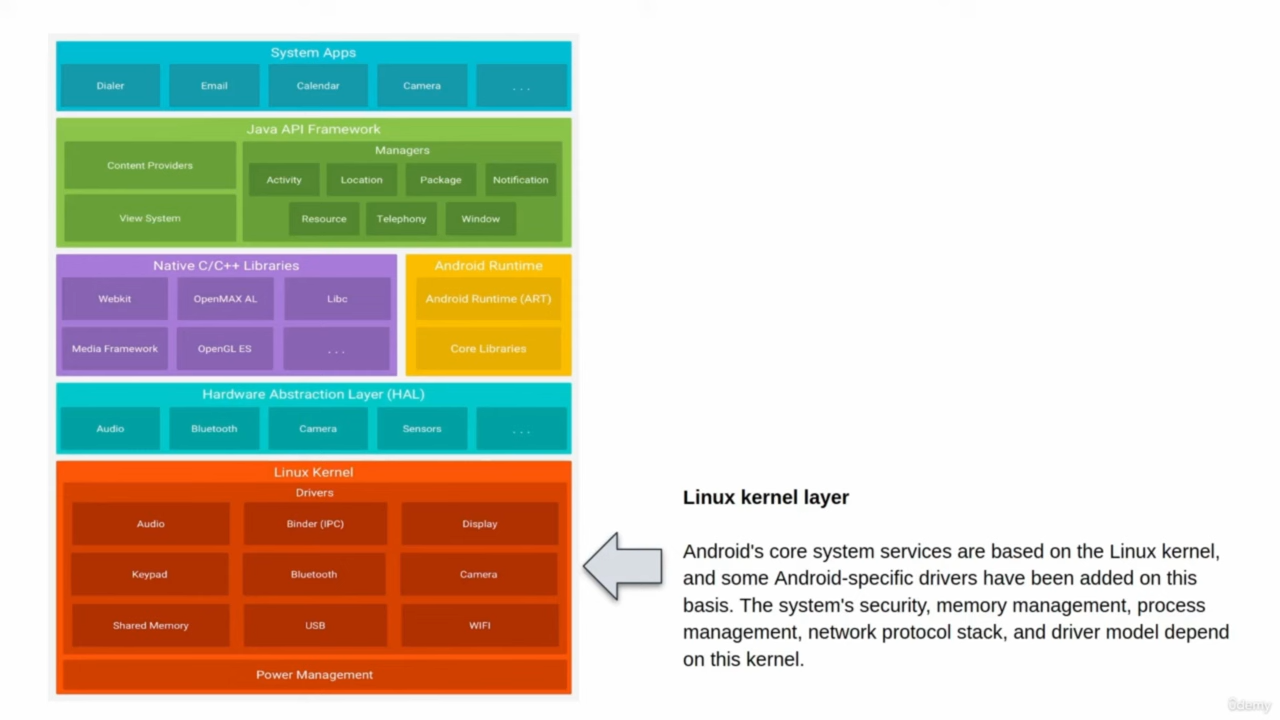 System Apps
Dialer
Email
Calendar
Camera
. . .
Java API Framework
Content Providers
View System
Managers
Activity
Location
Package
Notification
Resource
Telephony
Window
Native C/C++ Libraries
Webkit
OpenMAX AL
Libc
Media Framework
OpenGL ES
. . .
Android Runtime
Android Runtime (ART)
Core Libraries
Hardware Abstraction Layer (HAL)
Audio
Bluetooth
Camera
Sensors
. . .
Linux Kernel
Drivers
Audio
Binder (IPC)
Display
Keypad
Bluetooth
Camera
Shared Memory
USB
WIFI
Power Management
Linux kernel layer
Android's core system services are based on the Linux kernel,
and some Android-specific drivers have been added on this
basis. The system's security, memory management, process
management, network protocol stack, and driver model depend
on this kernel.
ûdemy